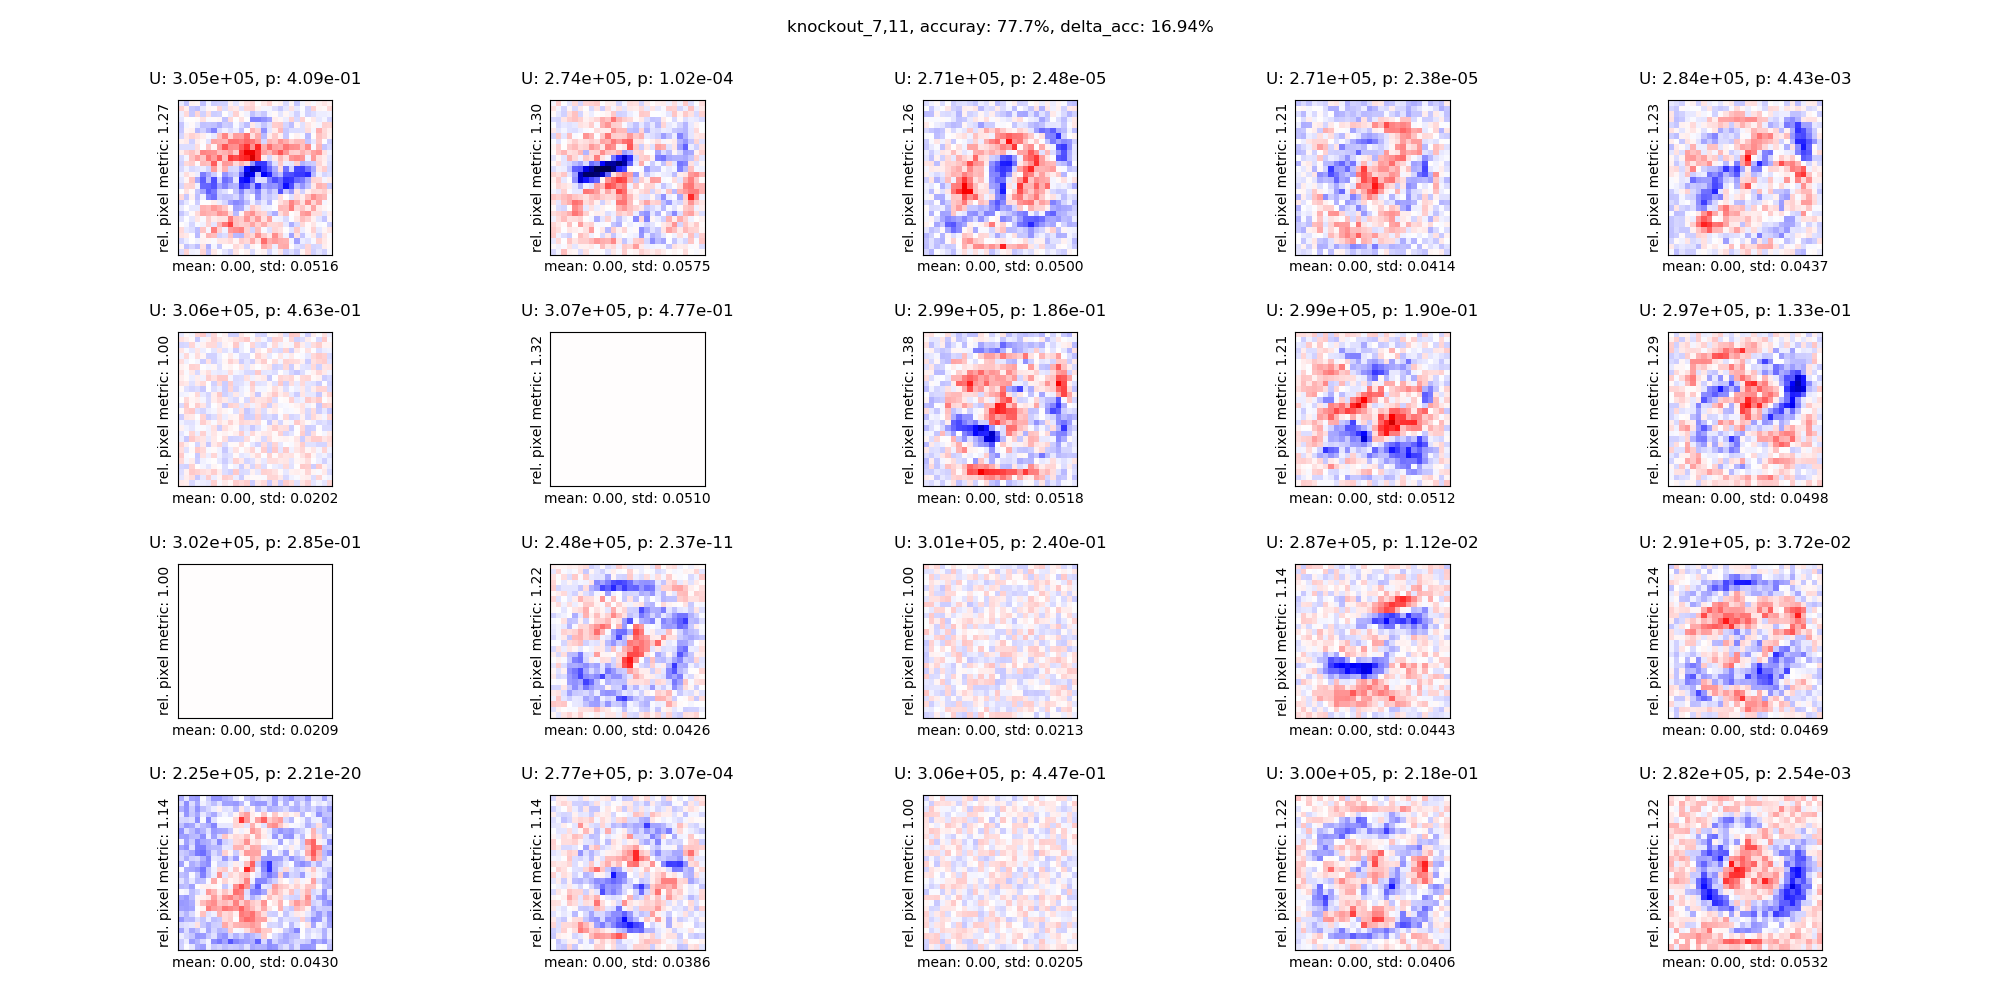 knockout_7,11, accuray: 77.7%, delta_acc: 16.94%
U: 3.05e+05, p: 4.09e-01
rel. pixel metric: 1.27
mean: 0.00, std: 0.0516
U: 2.74e+05, p: 1.02e-04
rel. pixel metric: 1.30
mean: 0.00, std: 0.0575
U: 2.71e+05, p: 2.48e-05
rel. pixel metric: 1.26
mean: 0.00, std: 0.0500
U: 2.71e+05, p: 2.38e-05
rel. pixel metric: 1.21
mean: 0.00, std: 0.0414
U: 2.84e+05, p: 4.43e-03
rel. pixel metric: 1.23
mean: 0.00, std: 0.0437
U: 3.06e+05, p: 4.63e-01
rel. pixel metric: 1.00
mean: 0.00, std: 0.0202
U: 3.07e+05, p: 4.77e-01
rel. pixel metric: 1.32
mean: 0.00, std: 0.0510
U: 2.99e+05, p: 1.86e-01
rel. pixel metric: 1.38
mean: 0.00, std: 0.0518
U: 2.99e+05, p: 1.90e-01
rel. pixel metric: 1.21
mean: 0.00, std: 0.0512
U: 2.97e+05, p: 1.33e-01
rel. pixel metric: 1.29
mean: 0.00, std: 0.0498
U: 3.02e+05, p: 2.85e-01
rel. pixel metric: 1.00
mean: 0.00, std: 0.0209
U: 2.48e+05, p: 2.37e-11
rel. pixel metric: 1.22
mean: 0.00, std: 0.0426
U: 3.01e+05, p: 2.40e-01
rel. pixel metric: 1.00
mean: 0.00, std: 0.0213
U: 2.87e+05, p: 1.12e-02
rel. pixel metric: 1.14
mean: 0.00, std: 0.0443
U: 2.91e+05, p: 3.72e-02
rel. pixel metric: 1.24
mean: 0.00, std: 0.0469
U: 2.25e+05, p: 2.21e-20
rel. pixel metric: 1.14
mean: 0.00, std: 0.0430
U: 2.77e+05, p: 3.07e-04
rel. pixel metric: 1.14
mean: 0.00, std: 0.0386
U: 3.06e+05, p: 4.47e-01
rel. pixel metric: 1.00
mean: 0.00, std: 0.0205
U: 3.00e+05, p: 2.18e-01
rel. pixel metric: 1.22
mean: 0.00, std: 0.0406
U: 2.82e+05, p: 2.54e-03
rel. pixel metric: 1.22
mean: 0.00, std: 0.0532